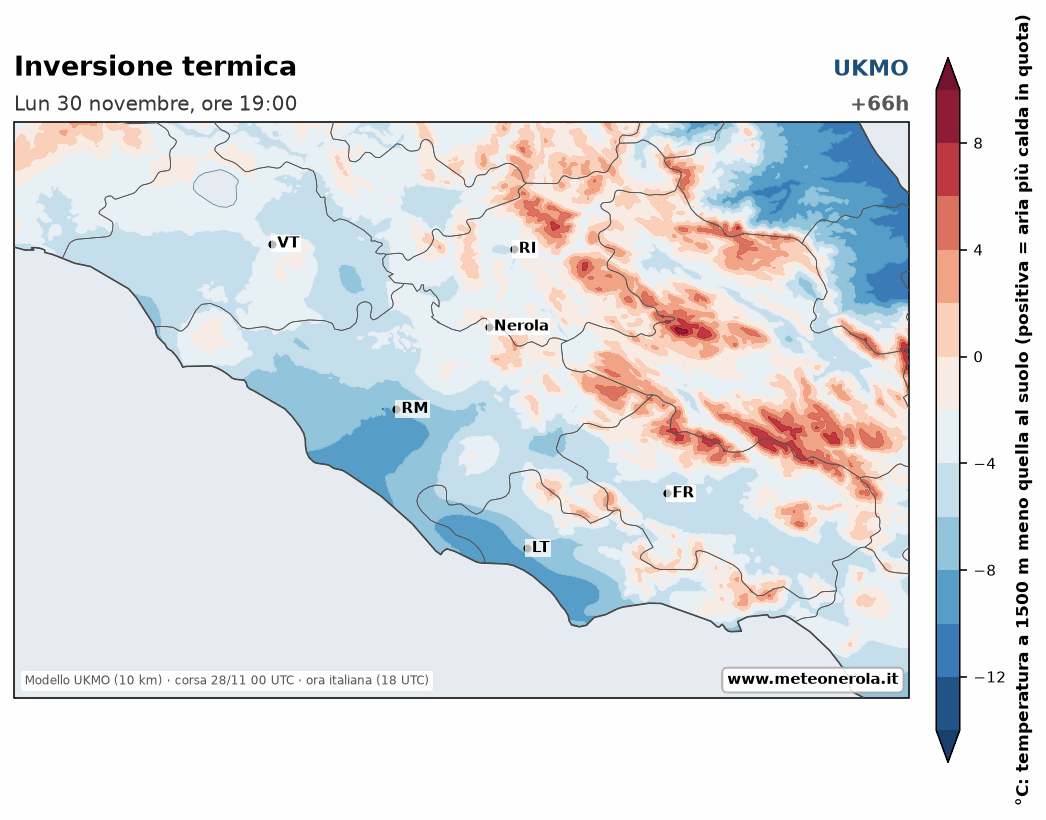 Inversione termica
UKMO
Lun 30 novembre, ore 19:00
+66h
VT
RI
Nerola
RM
FR
LT
Modello UKMO (10 km) · corsa 28/11 00 UTC · ora italiana (18 UTC)
www.meteonerola.it
8
4
0
−4
−8
−12
°C: temperatura a 1500 m meno quella al suolo (positiva = aria più calda in quota)